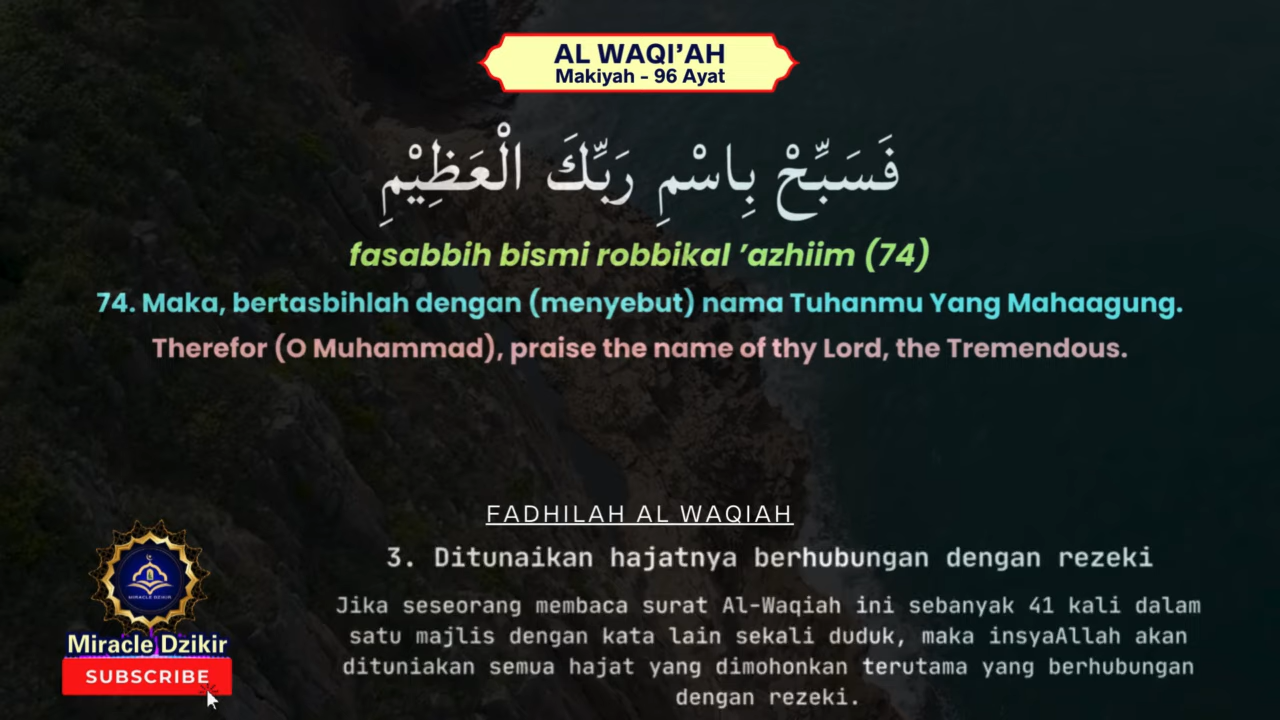 AL WAQI’AH
Makiyah - 96 Ayat
فَسَبِّحْ بِاسْمِ رَبِّكَ الْعَظِيْمِ
fasabbih bismi robbikal ’azhiim (74)
74. Maka, bertasbihlah dengan (menyebut) nama Tuhanmu Yang Mahaagung.
Therefor (O Muhammad), praise the name of thy Lord, the Tremendous.
FADHILAH AL WAQIAH
3. Ditunaikan hajatnya berhubungan dengan rezeki
Jika seseorang membaca surat Al-Waqiah ini sebanyak 41 kali dalam
satu majlis dengan kata lain sekali duduk, maka insyaAllah akan
dituniakan semua hajat yang dimohonkan terutama yang berhubungan
dengan rezeki.
MIRACLE DZIKIR
Miracle Dzikir
SUBSCRIBE